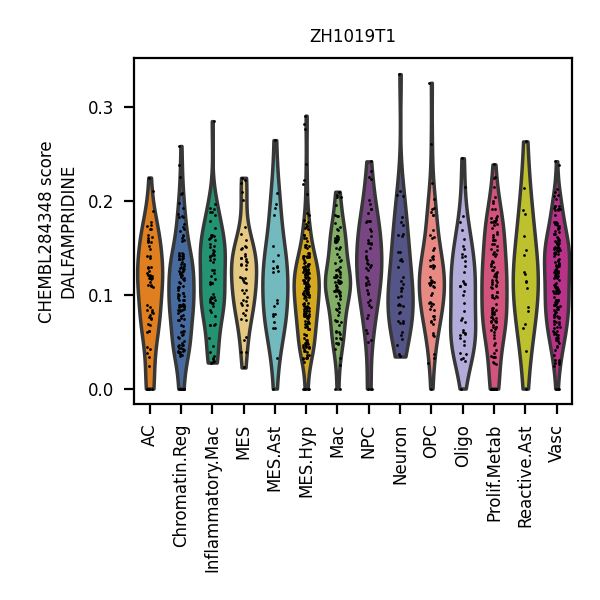 ZH1019T1
CHEMBL284348 score
DALFAMPRIDINE
0.3
0.2
0.1
0.0
AC
Chromatin.Reg
Inflammatory.Mac
MES
MES.Ast
MES.Hyp
Mac
NPC
Neuron
OPC
Oligo
Prolif.Metab
Reactive.Ast
Vasc